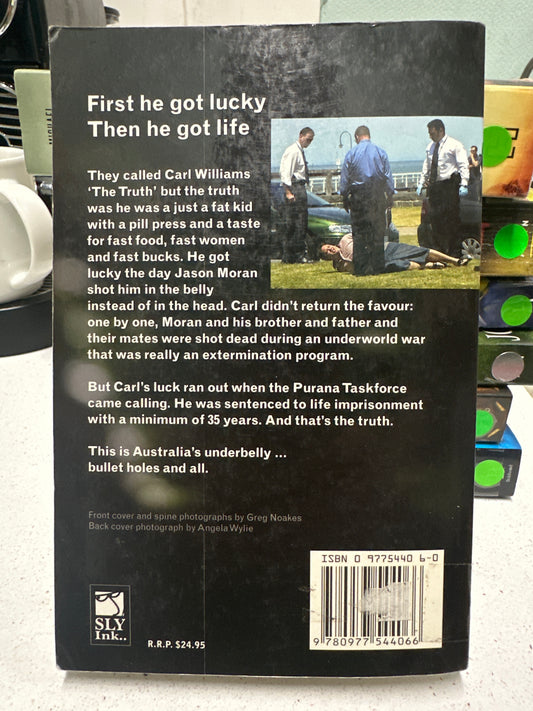 First he got lucky
Then he got life
They called Carl Williams
‘The Truth’ but the truth
was he was a just a fat kid
with a pill press and a taste
for fast food, fast women
and fast bucks. He got
lucky the day Jason Moran
shot him in the belly
instead of in the head. Carl didn’t return the favour:
one by one, Moran and his brother and father and
their mates were shot dead during an underworld war
that was really an extermination program.
But Carl’s luck ran out when the Purana Taskforce
came calling. He was sentenced to life imprisonment
with a minimum of 35 years. And that’s the truth.
This is Australia’s underbelly ...
bullet holes and all.
Front cover and spine photographs by Greg Noakes
Back cover photograph by Angela Wylie
SLY
Ink..
R.R.P. $24.95
ISBN 0 9775440 6-0
9 780977 544066
MICHAEL